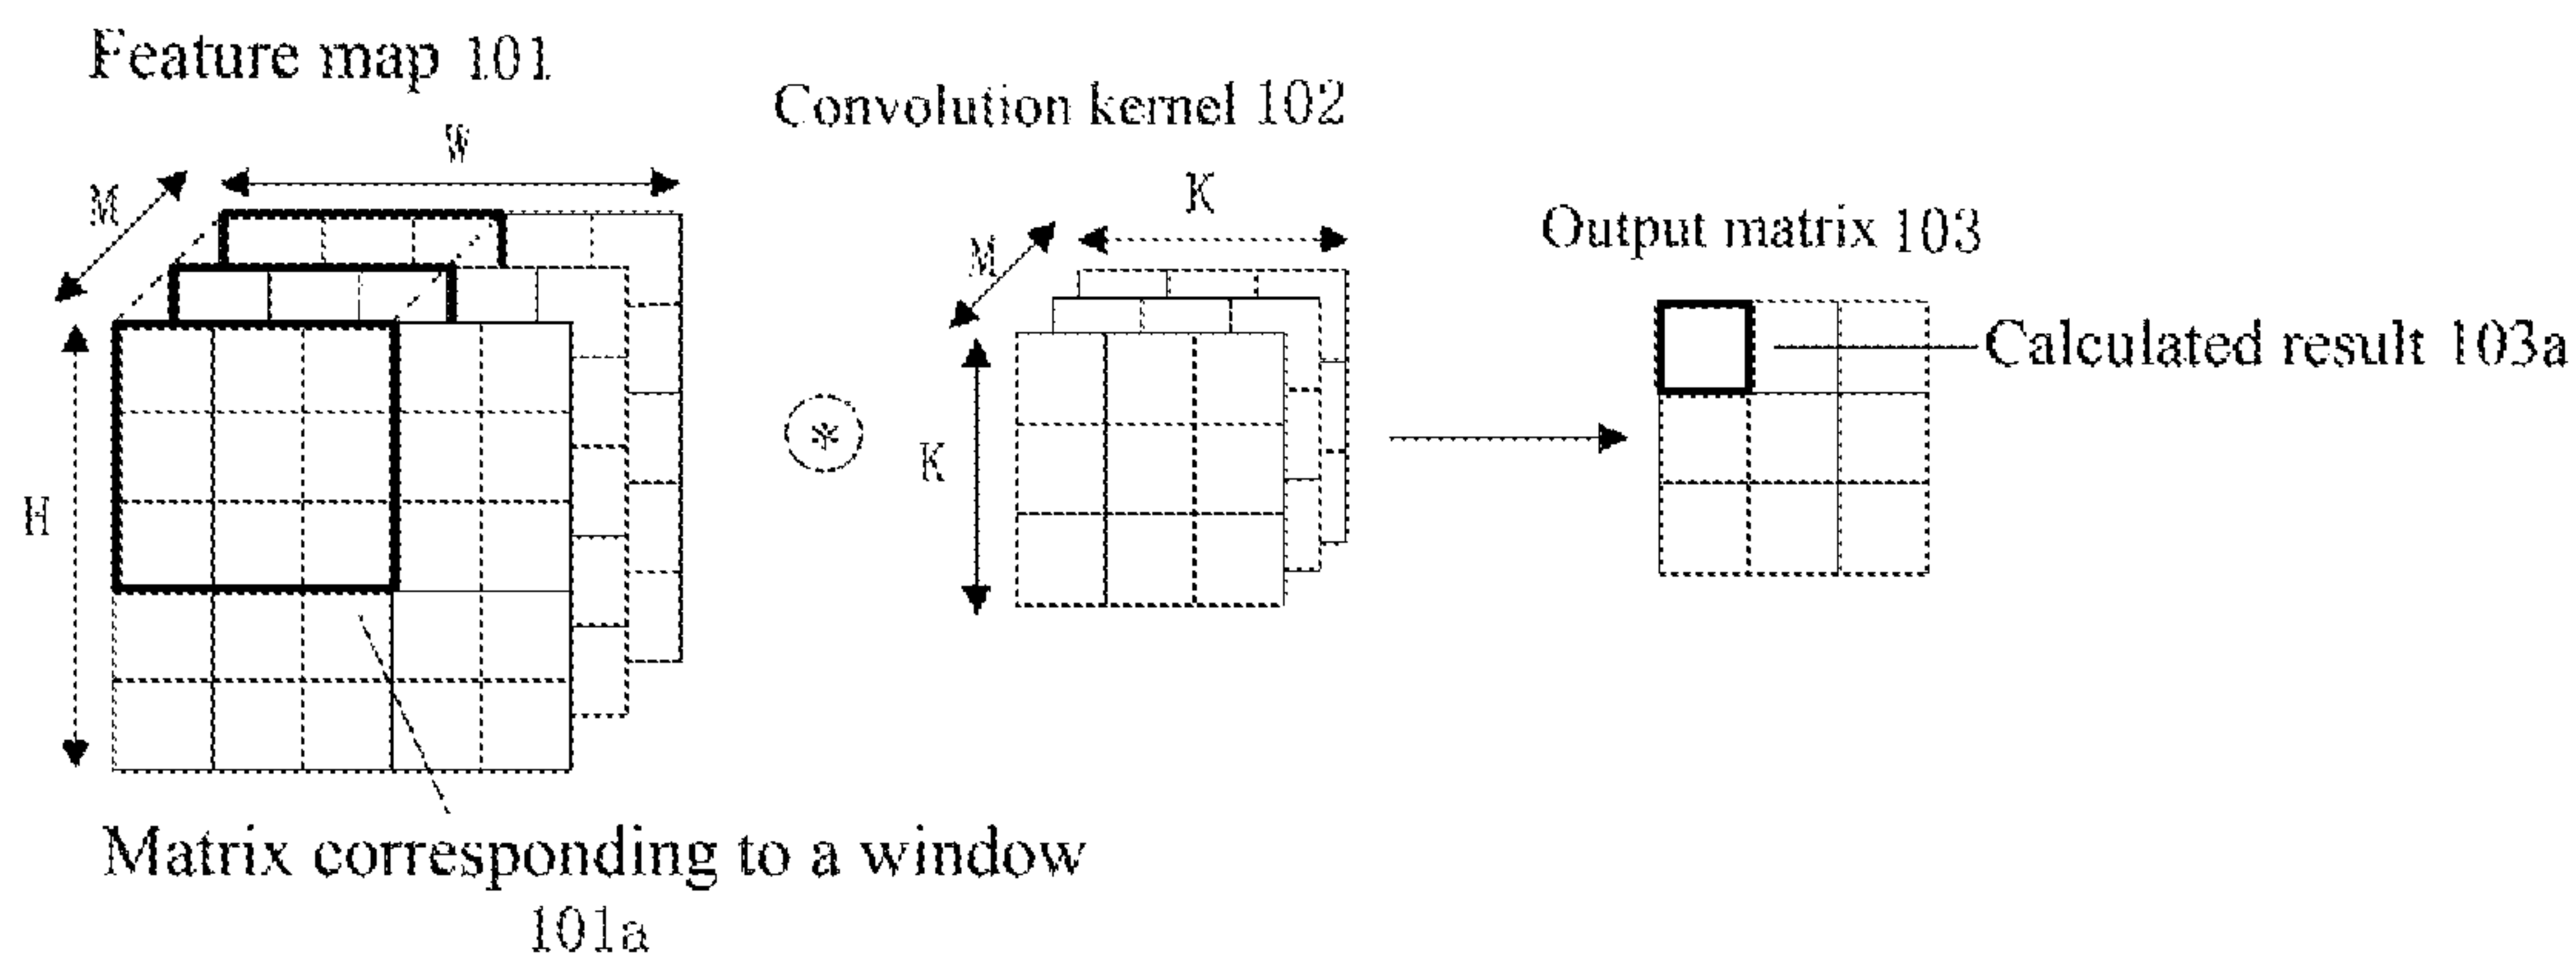 Feature map 101
Convolution kernel 102
W
M
K
M
Output matrix 103
Calculated result 103a
H
*
K
Matrix corresponding to a window
101a